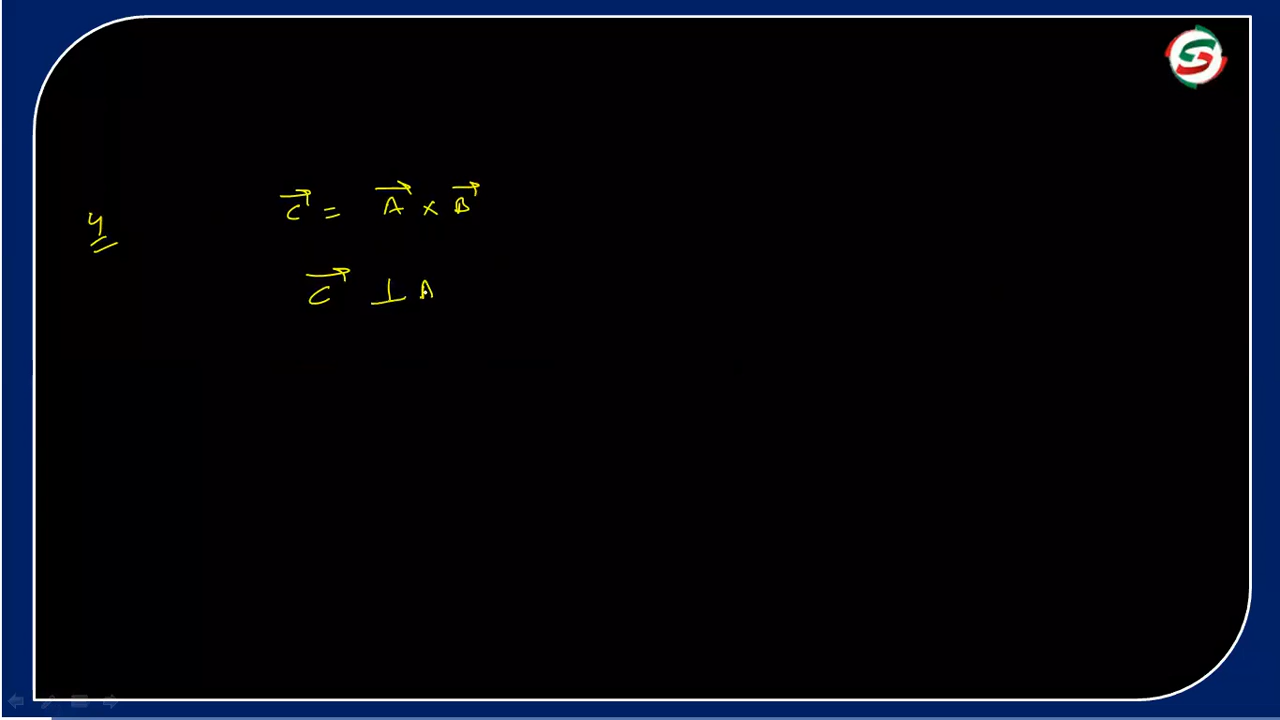 4
C⃗ = A⃗ × B⃗
C⃗ ⊥ A